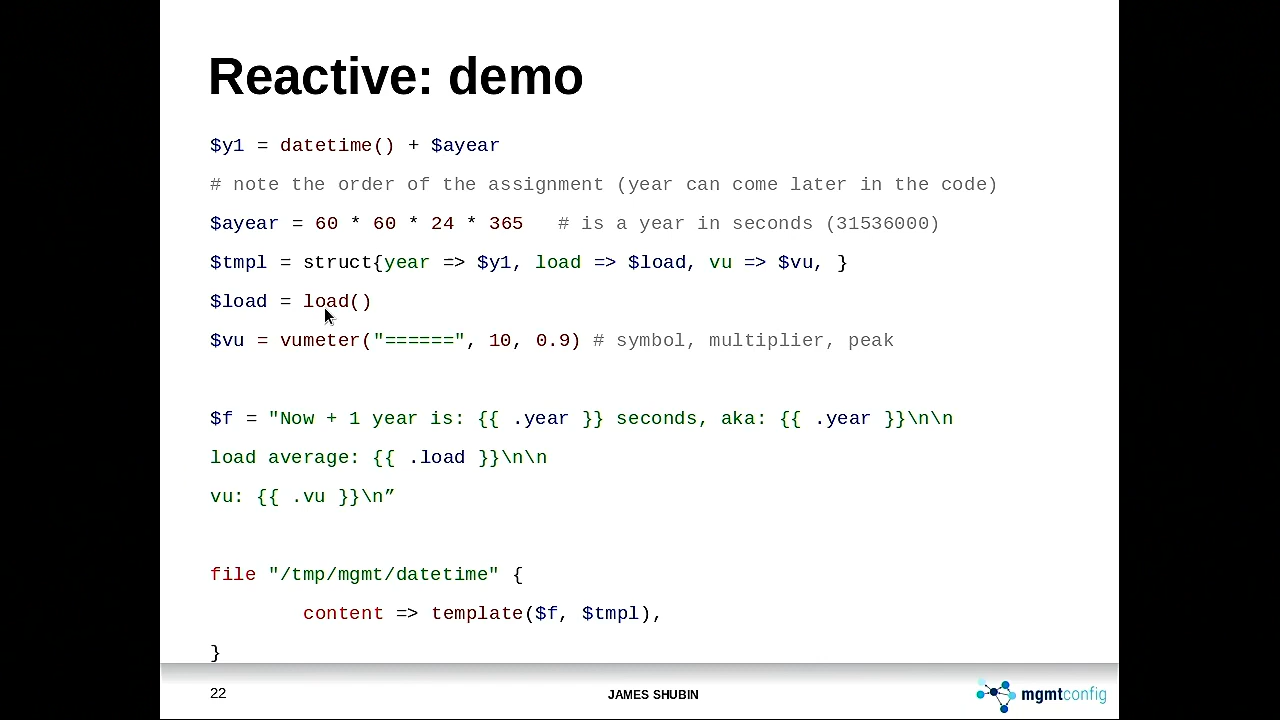 Reactive: demo
$y1 = datetime() + $ayear
# note the order of the assignment (year can come later in the code)
$ayear = 60 * 60 * 24 * 365   # is a year in seconds (31536000)
$tmpl = struct{year => $y1, load => $load, vu => $vu, }
$load = load()
$vu = vumeter("======", 10, 0.9) # symbol, multiplier, peak
$f = "Now + 1 year is: {{ .year }} seconds, aka: {{ .year }}\n\n
load average: {{ .load }}\n\n
vu: {{ .vu }}\n”
file "/tmp/mgmt/datetime" {
        content => template($f, $tmpl),
}
22
JAMES SHUBIN
mgmtconfig